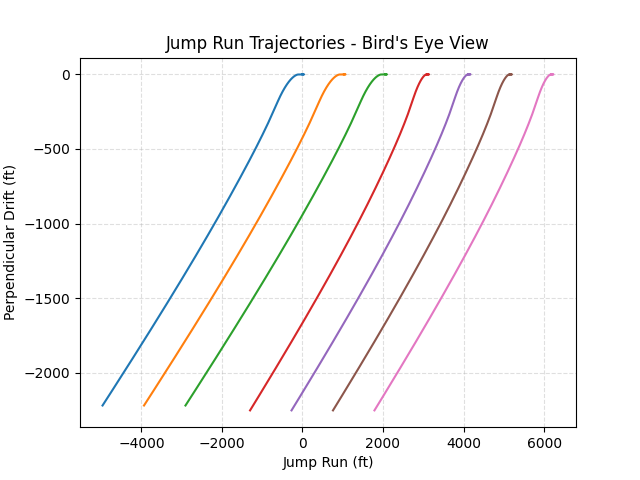 Jump Run Trajectories - Bird's Eye View
Perpendicular Drift (ft)
0
−500
−1000
−1500
−2000
−4000 −2000 0 2000 4000 6000
Jump Run (ft)